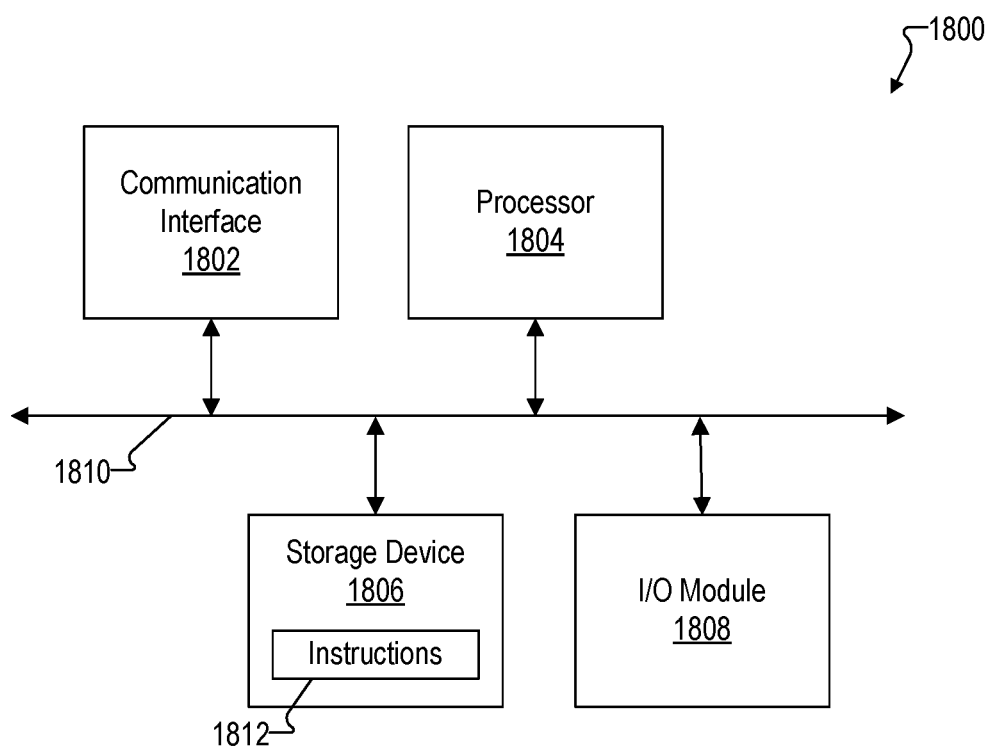 1800
Communication
Interface
1802
Processor
1804
1810
Storage Device
1806
Instructions
1812
I/O Module
1808